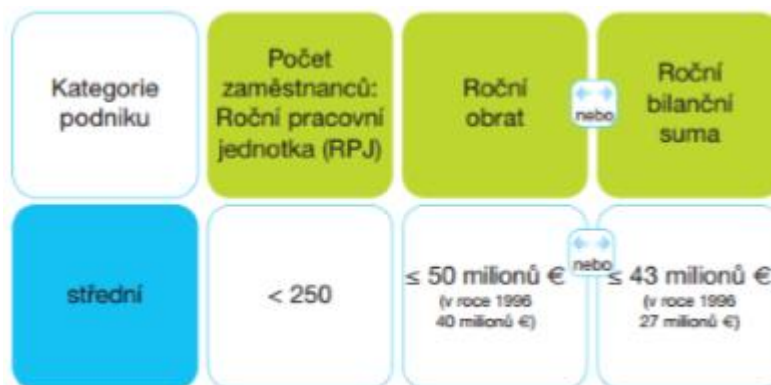 Kategorie
podniku
Počet
zaměstnanců:
Roční pracovní
jednotka (RPJ)
Roční
obrat
nebo
Roční
bilanční
suma
střední
< 250
≤ 50 milionů €
(v roce 1996
40 milionů €)
nebo
≤ 43 milionů €
(v roce 1996
27 milionů €)